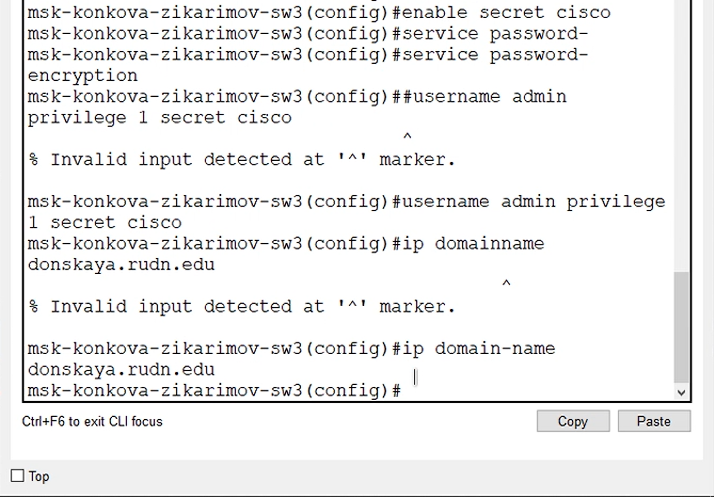 msk-konkova-zikarimov-sw3(config)#enable secret cisco
msk-konkova-zikarimov-sw3(config)#service password-
msk-konkova-zikarimov-sw3(config)#service password-
encryption
msk-konkova-zikarimov-sw3(config)##username admin
privilege 1 secret cisco
^
% Invalid input detected at '^' marker.
msk-konkova-zikarimov-sw3(config)#username admin privilege
1 secret cisco
msk-konkova-zikarimov-sw3(config)#ip domainname
donskaya.rudn.edu
^
% Invalid input detected at '^' marker.
msk-konkova-zikarimov-sw3(config)#ip domain-name
donskaya.rudn.edu
msk-konkova-zikarimov-sw3(config)#
Ctrl+F6 to exit CLI focus
Copy
Paste
Top